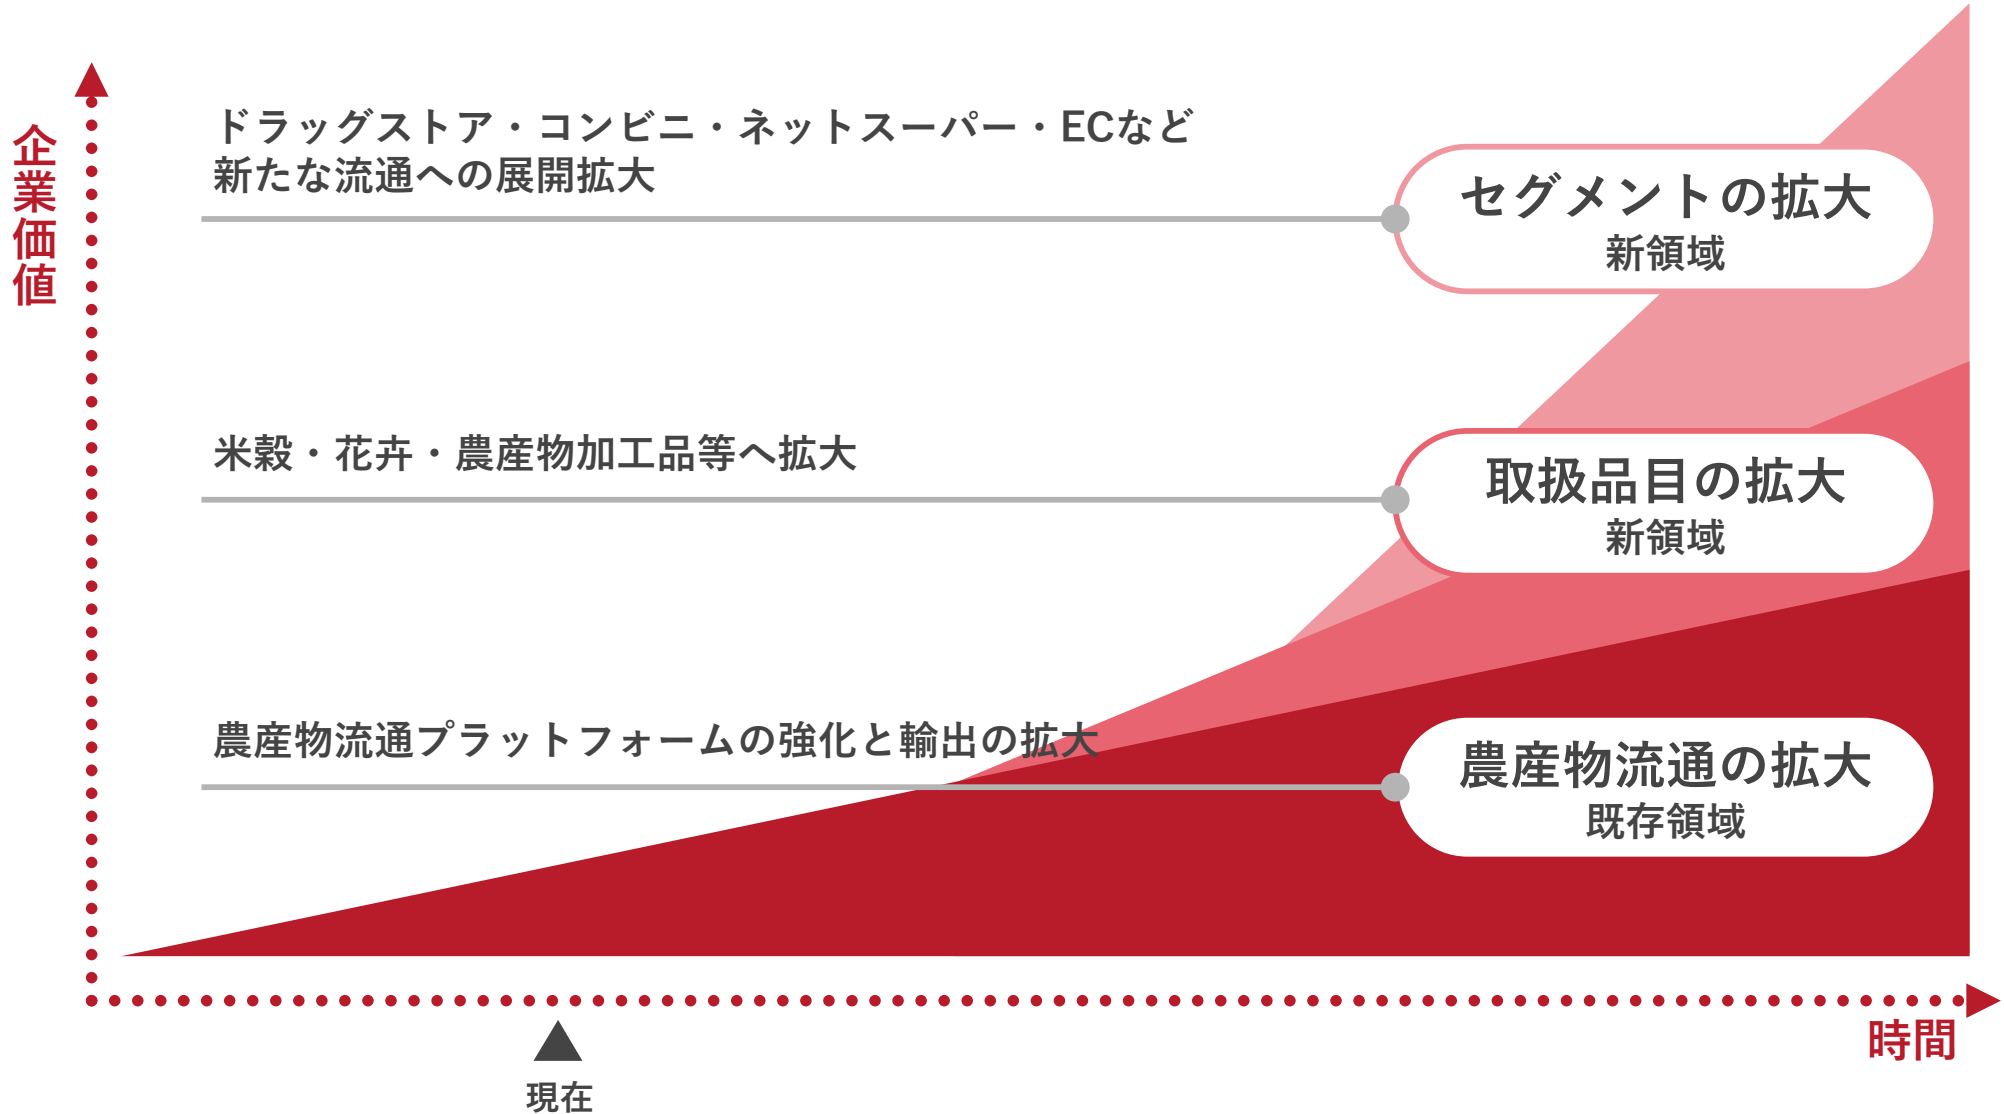 企業価値
ドラッグストア・コンビニ・ネットスーパー・ECなど
新たな流通への展開拡大
セグメントの拡大
新領域
米穀・花卉・農産物加工品等へ拡大
取扱品目の拡大
新領域
農産物流通プラットフォームの強化と輸出の拡大
農産物流通の拡大
既存領域
時間
現在